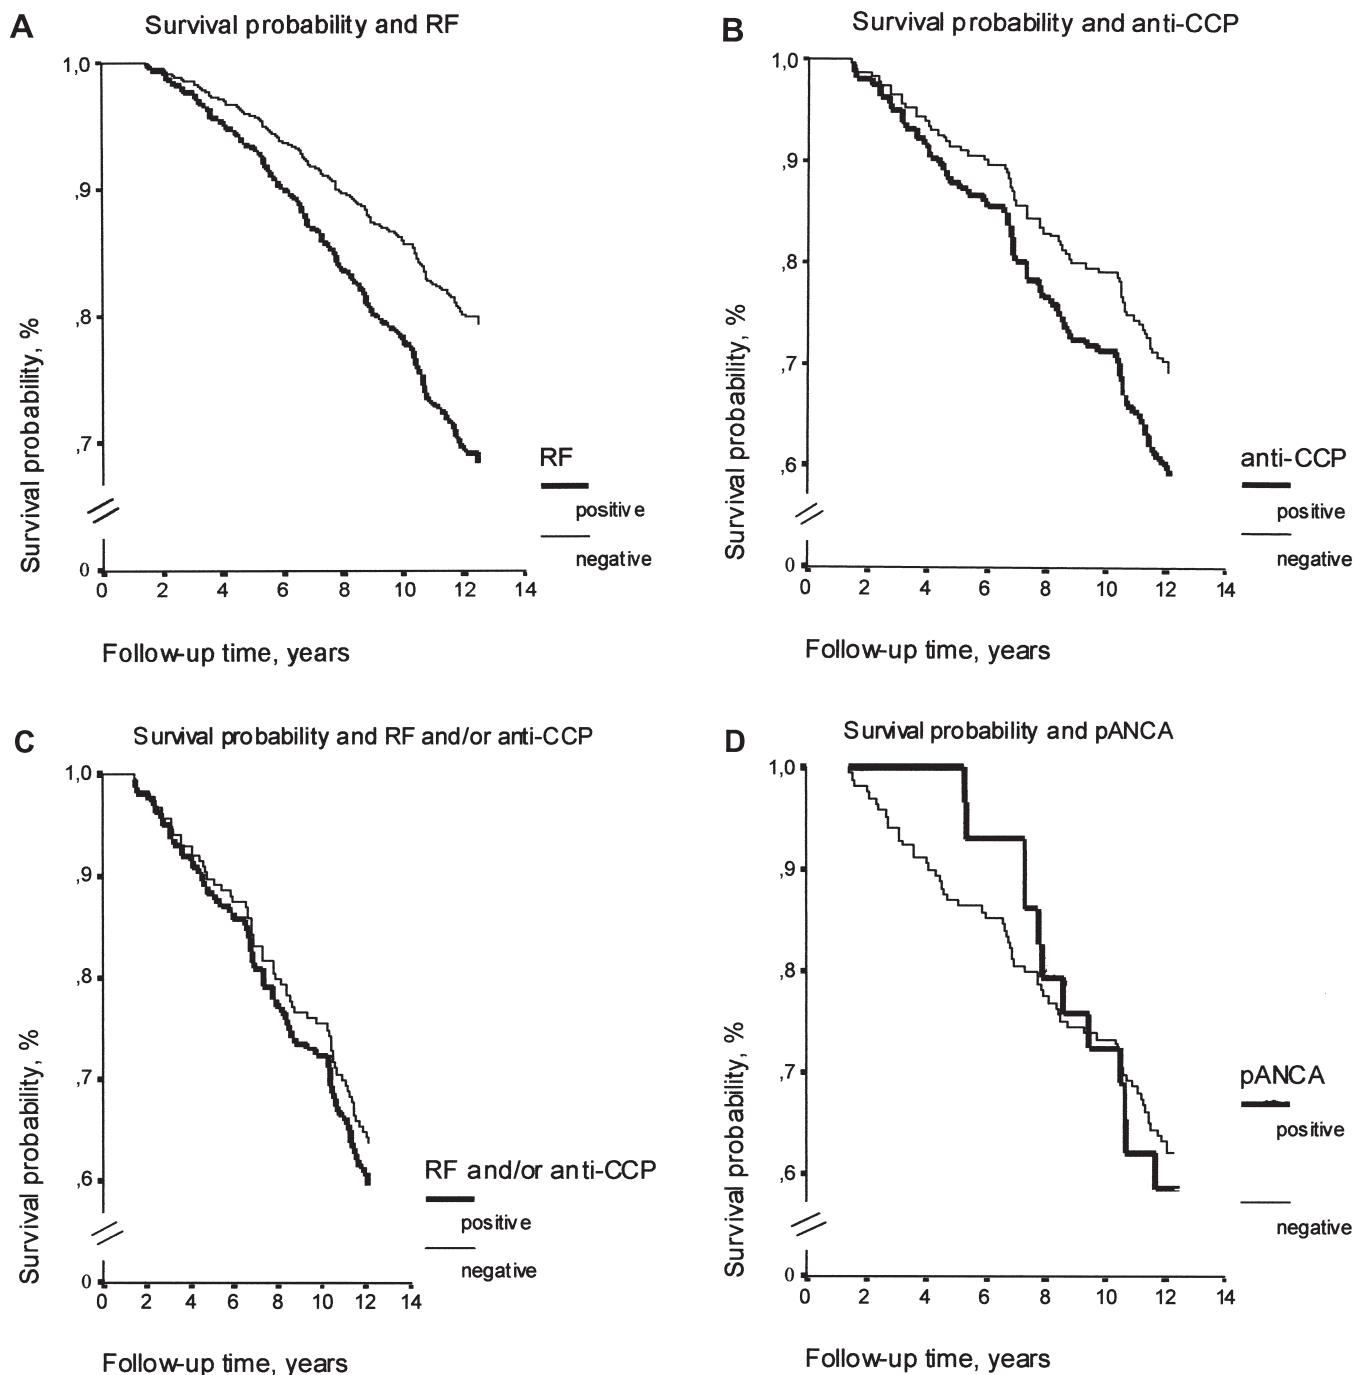 A
Survival probability and RF
1,0
,9
,8
,7
0
Survival probability, %
0 2 4 6 8 10 12 14
Follow-up time, years
RF
positive
negative
B
Survival probability and anti-CCP
1,0
,9
,8
,7
,6
0
Survival probability, %
0 2 4 6 8 10 12 14
Follow-up time, years
anti-CCP
positive
negative
C
Survival probability and RF and/or anti-CCP
1,0
,9
,8
,7
,6
0
Survival probability, %
0 2 4 6 8 10 12 14
Follow-up time, years
RF and/or anti-CCP
positive
negative
D
Survival probability and pANCA
1,0
,9
,8
,7
,6
0
Survival probability, %
0 2 4 6 8 10 12 14
Follow-up time, years
pANCA
positive
negative